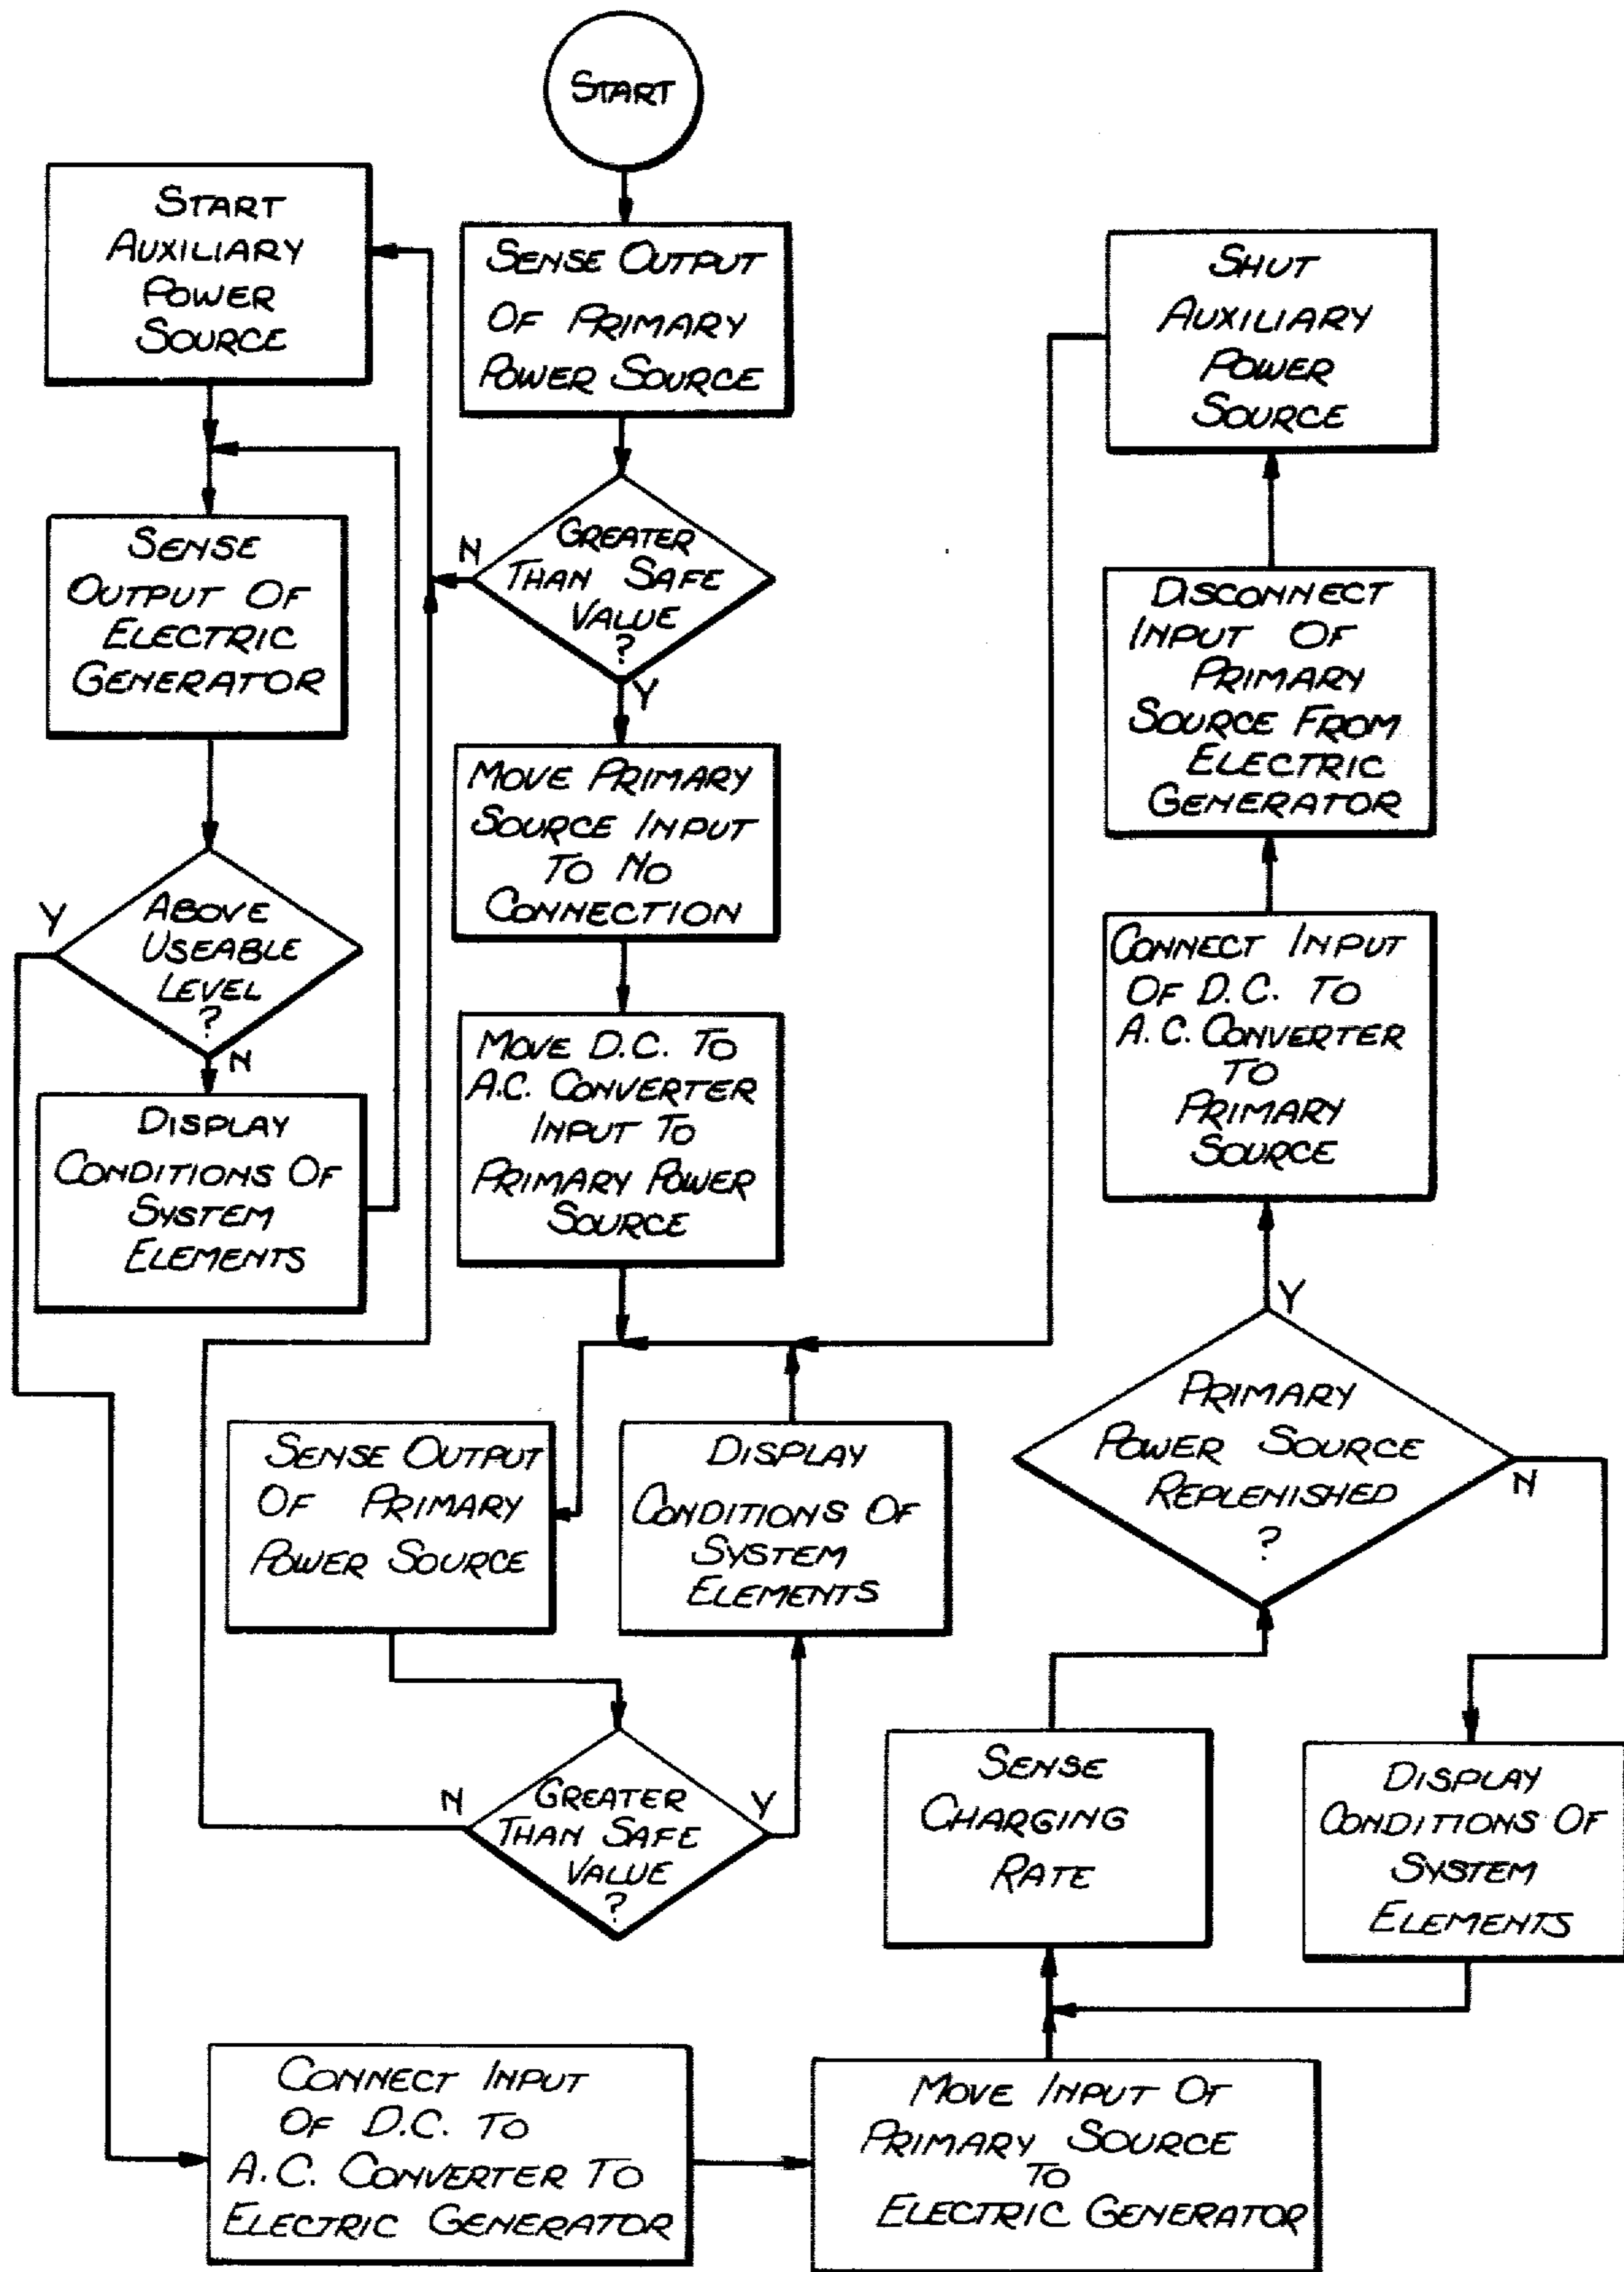 START
START
AUXILIARY
POWER
SOURCE
SENSE OUTPUT
OF PRIMARY
POWER SOURCE
SHUT
AUXILIARY
POWER
SOURCE
SENSE
OUTPUT OF
ELECTRIC
GENERATOR
N
GREATER
THAN SAFE
VALUE
?
Y
DISCONNECT
INPUT OF
PRIMARY
SOURCE FROM
ELECTRIC
GENERATOR
MOVE PRIMARY
SOURCE INPUT
TO NO
CONNECTION
Y
ABOVE
USEABLE
LEVEL
?
N
CONNECT INPUT
OF D.C. TO
A.C. CONVERTER
TO
PRIMARY
SOURCE
MOVE D.C. TO
A.C. CONVERTER
INPUT TO
PRIMARY POWER
SOURCE
DISPLAY
CONDITIONS OF
SYSTEM
ELEMENTS
Y
PRIMARY
POWER SOURCE
REPLENISHED
?
N
SENSE OUTPUT
OF PRIMARY
POWER SOURCE
DISPLAY
CONDITIONS OF
SYSTEM
ELEMENTS
N
GREATER
THAN SAFE
VALUE
?
Y
SENSE
CHARGING
RATE
DISPLAY
CONDITIONS OF
SYSTEM
ELEMENTS
CONNECT INPUT
OF D.C. TO
A.C. CONVERTER TO
ELECTRIC GENERATOR
MOVE INPUT OF
PRIMARY SOURCE
TO
ELECTRIC GENERATOR